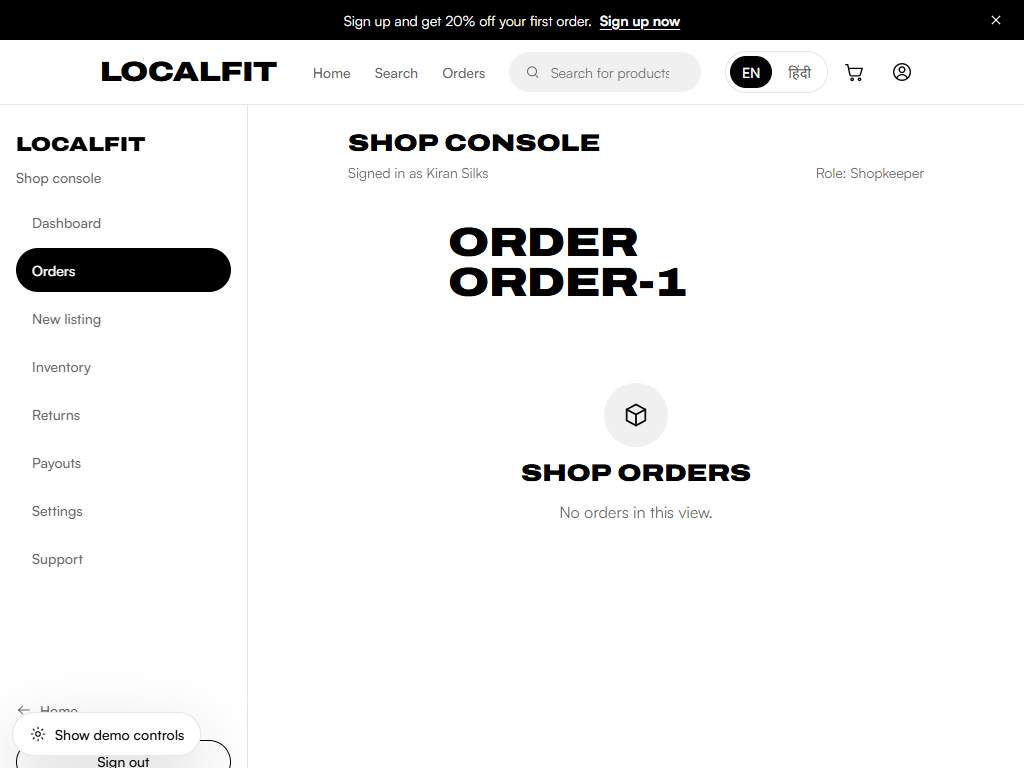 Sign up and get 20% off your first order. Sign up now
LOCALFIT
Home
Search
Orders
Search for products
EN
हिंदी
LOCALFIT
Shop console
Dashboard
Orders
New listing
Inventory
Returns
Payouts
Settings
Support
Home
Show demo controls
Sign out
SHOP CONSOLE
Signed in as Kiran Silks
Role: Shopkeeper
ORDER
ORDER-1
SHOP ORDERS
No orders in this view.